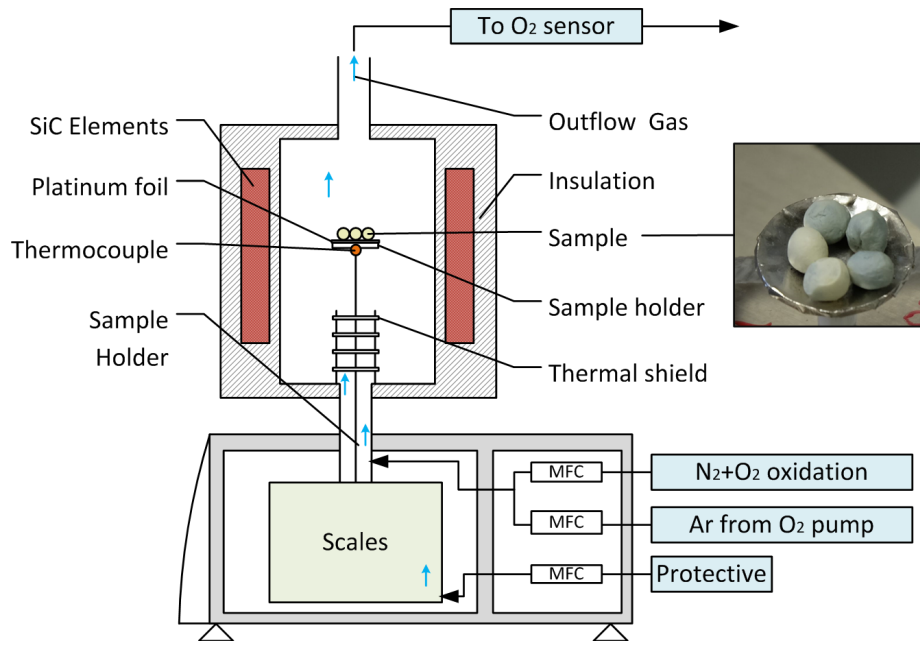 To O₂ sensor
SiC Elements
Platinum foil
Thermocouple
Sample
Holder
Outflow Gas
Insulation
Sample
Sample holder
Thermal shield
MFC
N₂+O₂ oxidation
MFC
Ar from O₂ pump
MFC
Protective
Scales